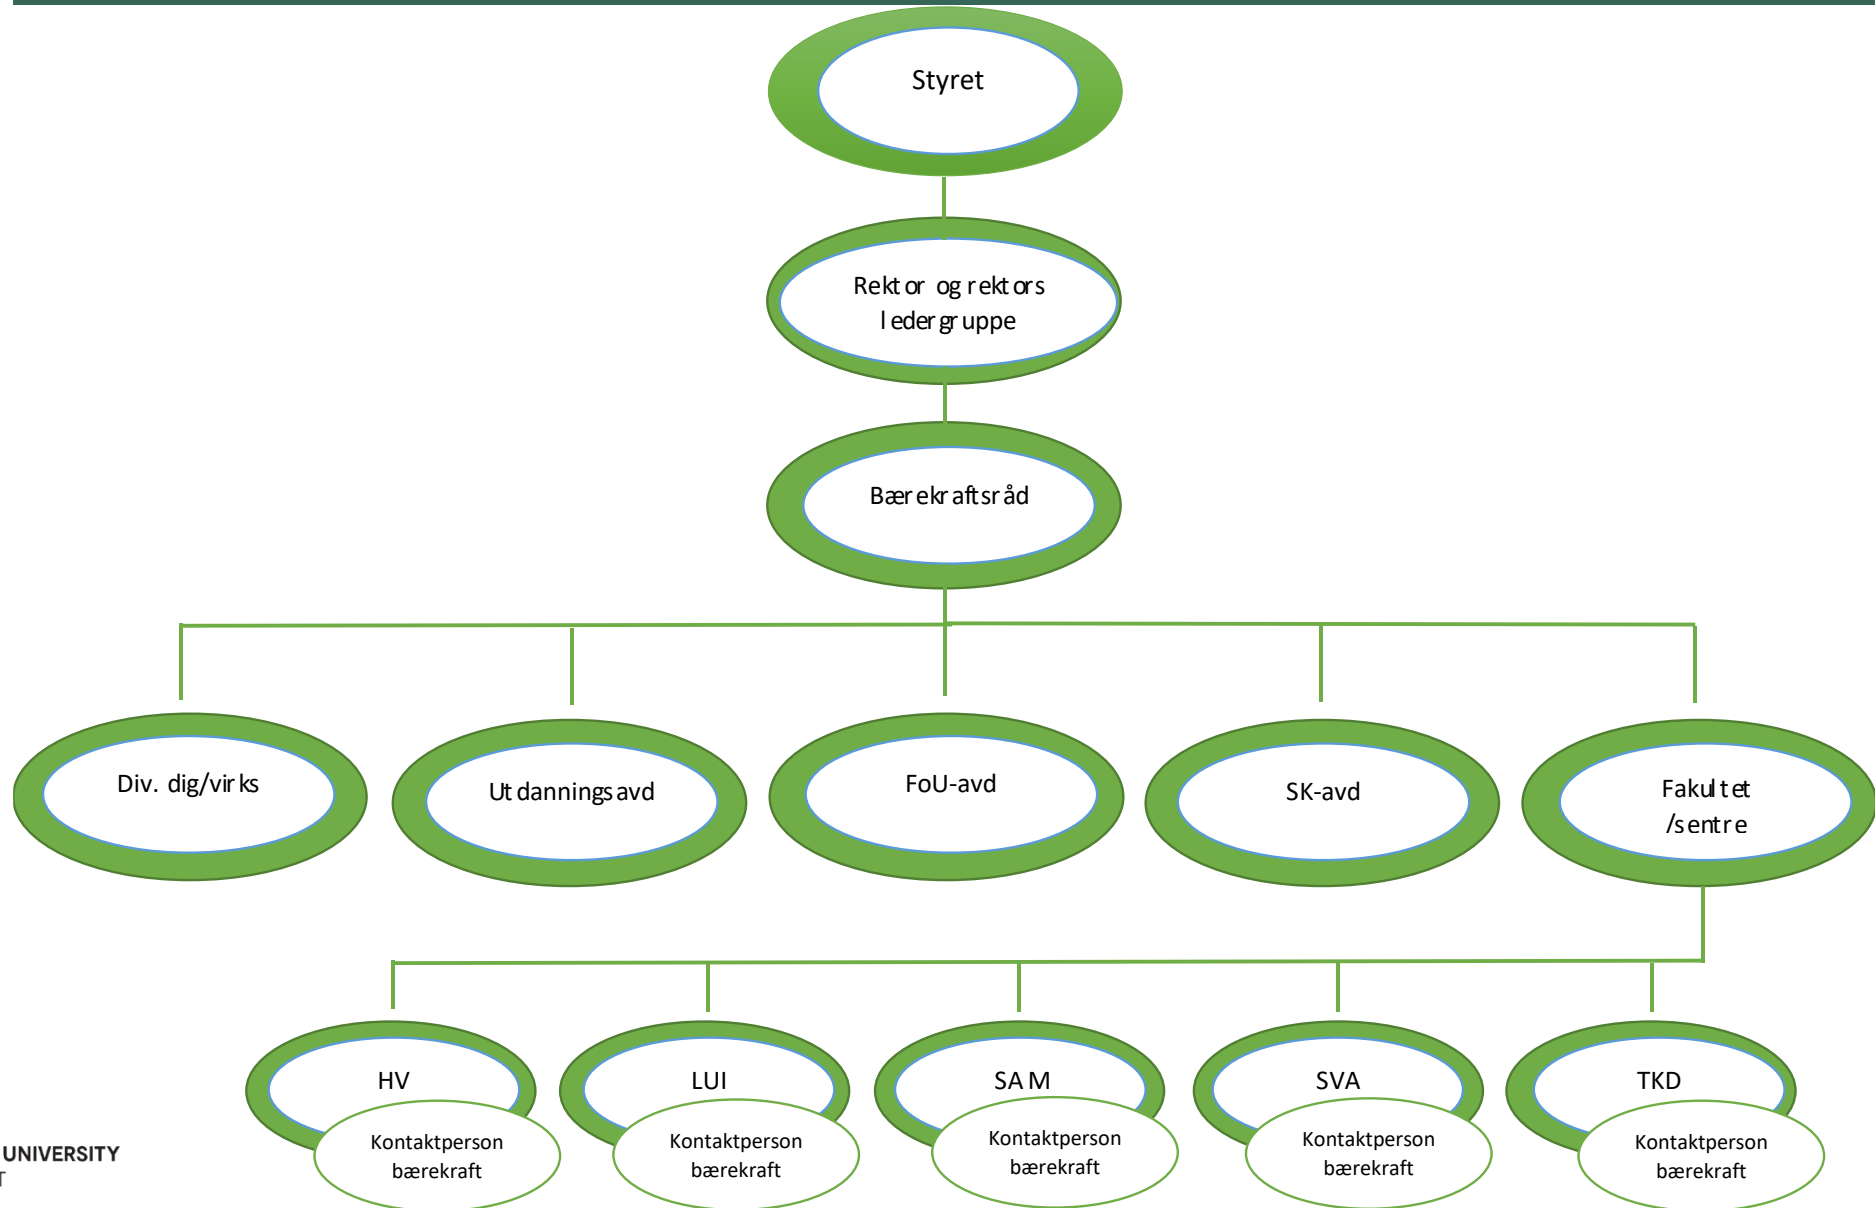 Styret
Rektor og rektors
ledergruppe
Bærekraftsråd
Div. dig/virks
Utdanningsavd
FoU-avd
SK-avd
Fakultet
/sentre
HV
LUI
SAM
SVA
TKD
Kontaktperson
bærekraft
Kontaktperson
bærekraft
Kontaktperson
bærekraft
Kontaktperson
bærekraft
Kontaktperson
bærekraft
UNIVERSITY
T